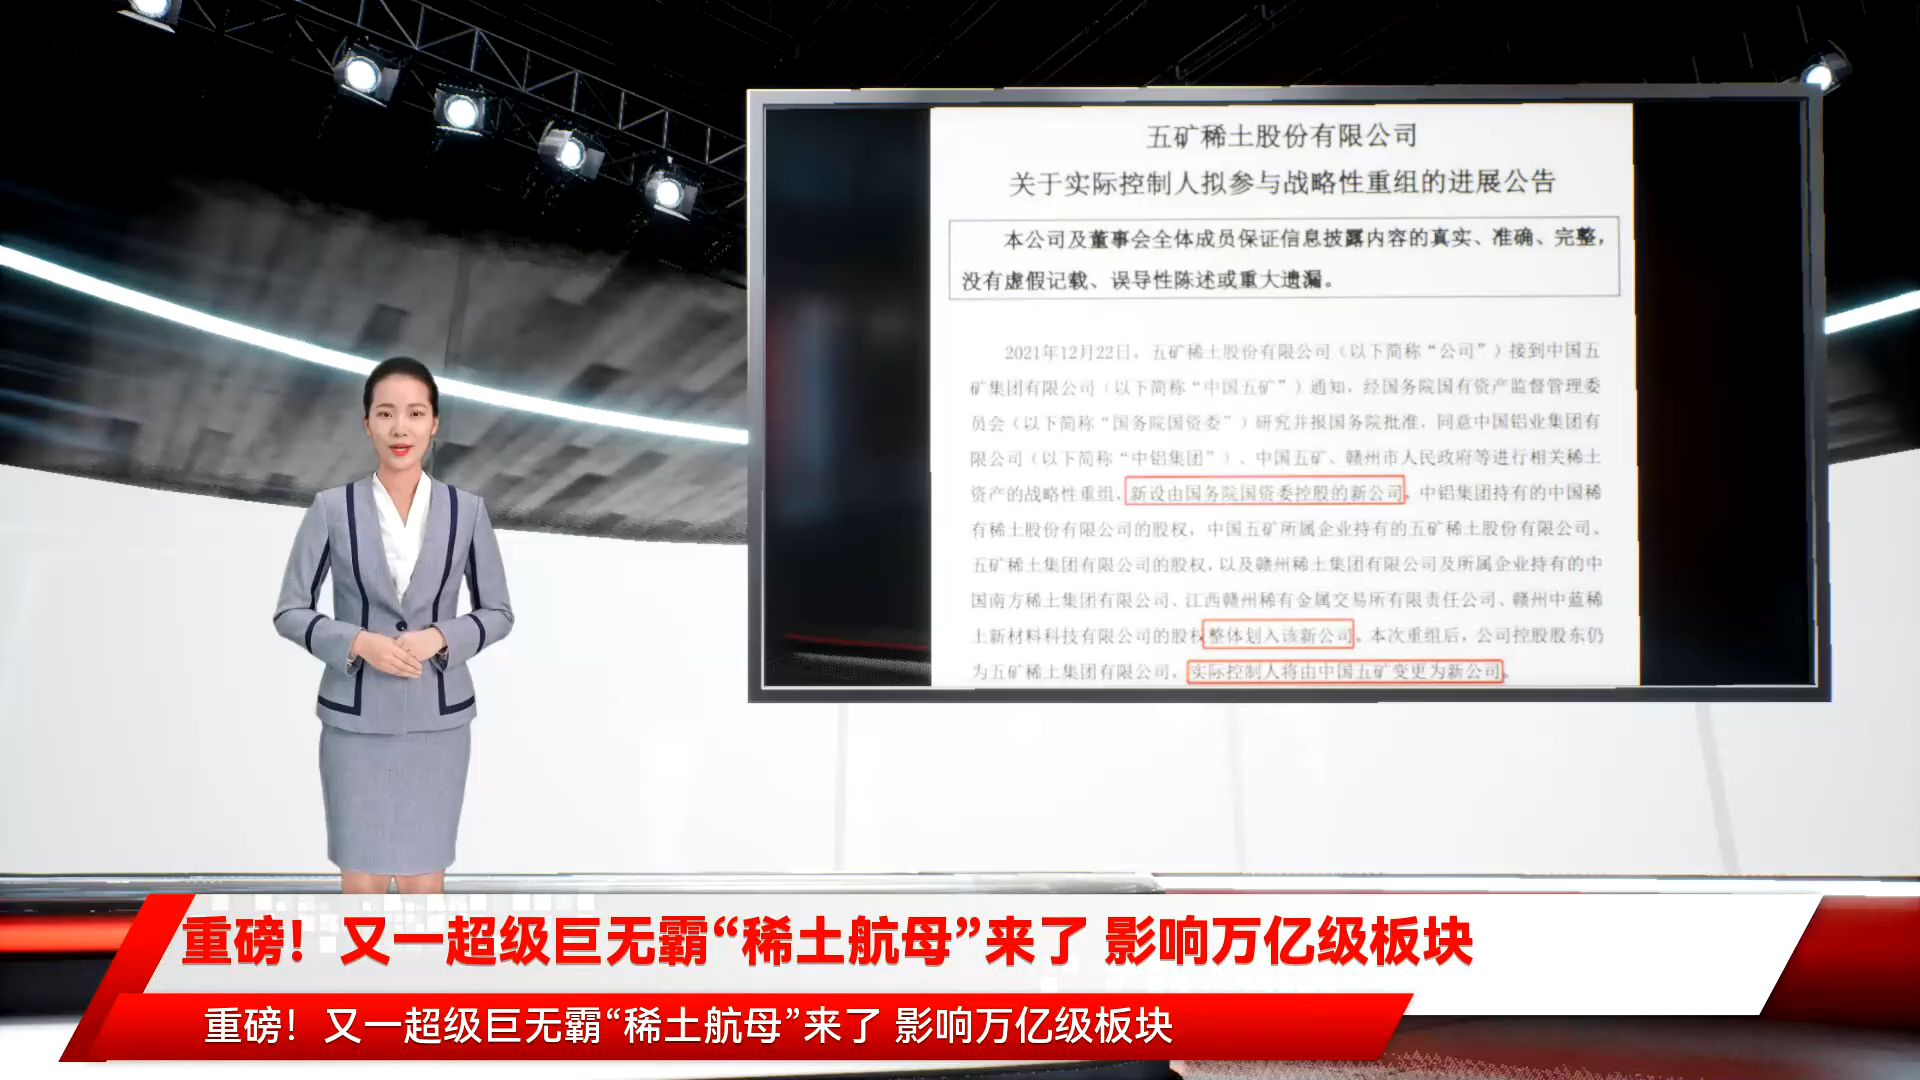 五矿稀土股份有限公司
关于实际控制人拟参与战略性重组的进展公告
本公司及董事会全体成员保证信息披露内容的真实、准确、完整，
没有虚假记载、误导性陈述或重大遗漏。
2021年12月22日，五矿稀土股份有限公司（以下简称“公司”）接到中国五
矿集团有限公司（以下简称“中国五矿”）通知，经国务院国有资产监督管理委
员会（以下简称“国务院国资委”）研究并报国务院批准，同意中国铝业集团有
限公司（以下简称“中铝集团”）、中国五矿、赣州市人民政府等进行相关稀土
资产的战略性重组，新设由国务院国资委控股的新公司，中铝集团持有的中国稀
有稀土股份有限公司的股权，中国五矿所属企业持有的五矿稀土股份有限公司、
五矿稀土集团有限公司的股权，以及赣州稀土集团有限公司及所属企业持有的中
国南方稀土集团有限公司、江西赣州稀有金属交易所有限责任公司、赣州中蓝稀
土新材料科技有限公司的股权整体划入该新公司。本次重组后，公司控股股东仍
为五矿稀土集团有限公司，实际控制人将由中国五矿变更为新公司。
重磅！又一超级巨无霸“稀土航母”来了 影响万亿级板块
重磅！又一超级巨无霸“稀土航母”来了 影响万亿级板块